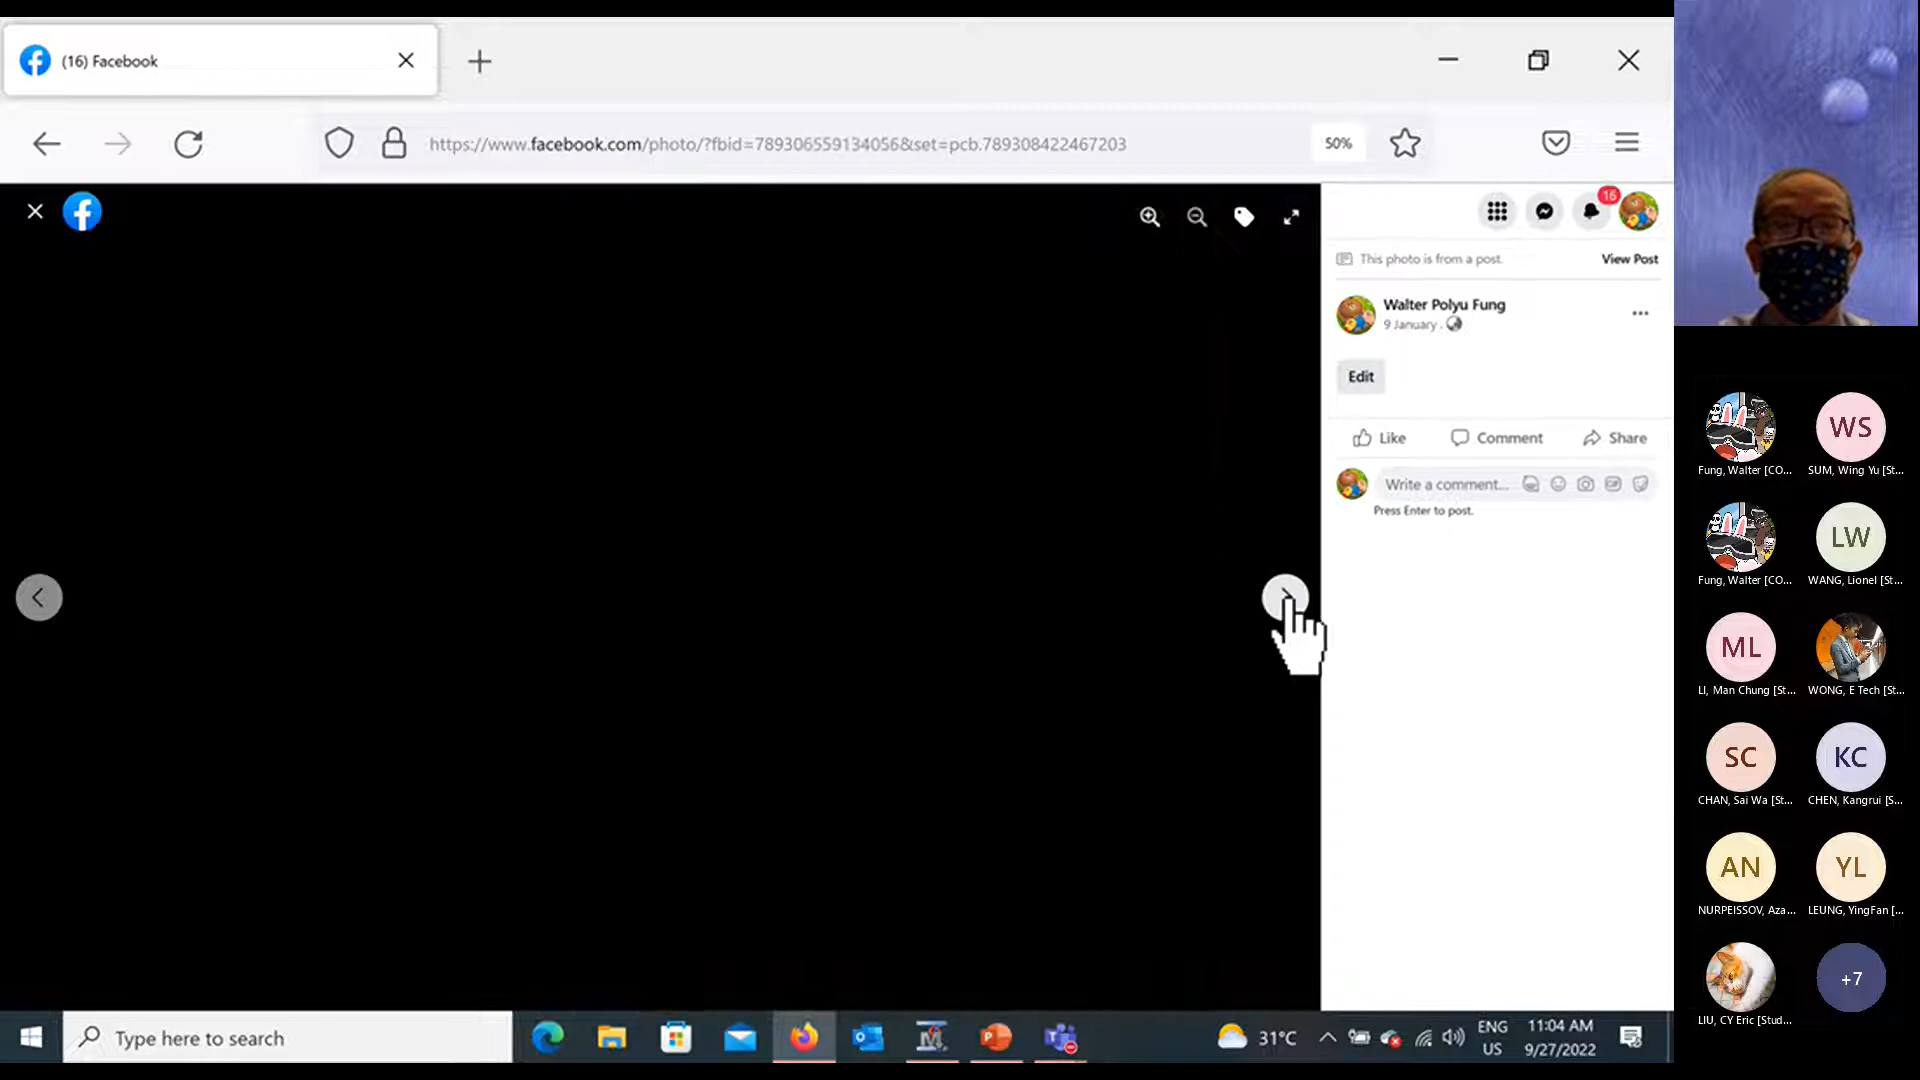 (16) Facebook
https://www.facebook.com/photo/?fbid=789306559134056&set=pcb.789308422467203
50%
16
This photo is from a post.
View Post
Walter Polyu Fung
9 January ·
Edit
Like
Comment
Share
Write a comment...
GIF
Press Enter to post.
WS
Fung, Walter [CO...
SUM, Wing Yu [St...
LW
Fung, Walter [CO...
WANG, Lionel [St...
ML
LI, Man Chung [St...
WONG, E Tech [St...
SC
KC
CHAN, Sai Wa [St...
CHEN, Kangrui [S...
AN
YL
NURPEISSOV, Aza...
LEUNG, YingFan [...
+7
LIU, CY Eric [Stud...
Type here to search
31°C
ENG
US
11:04 AM
9/27/2022